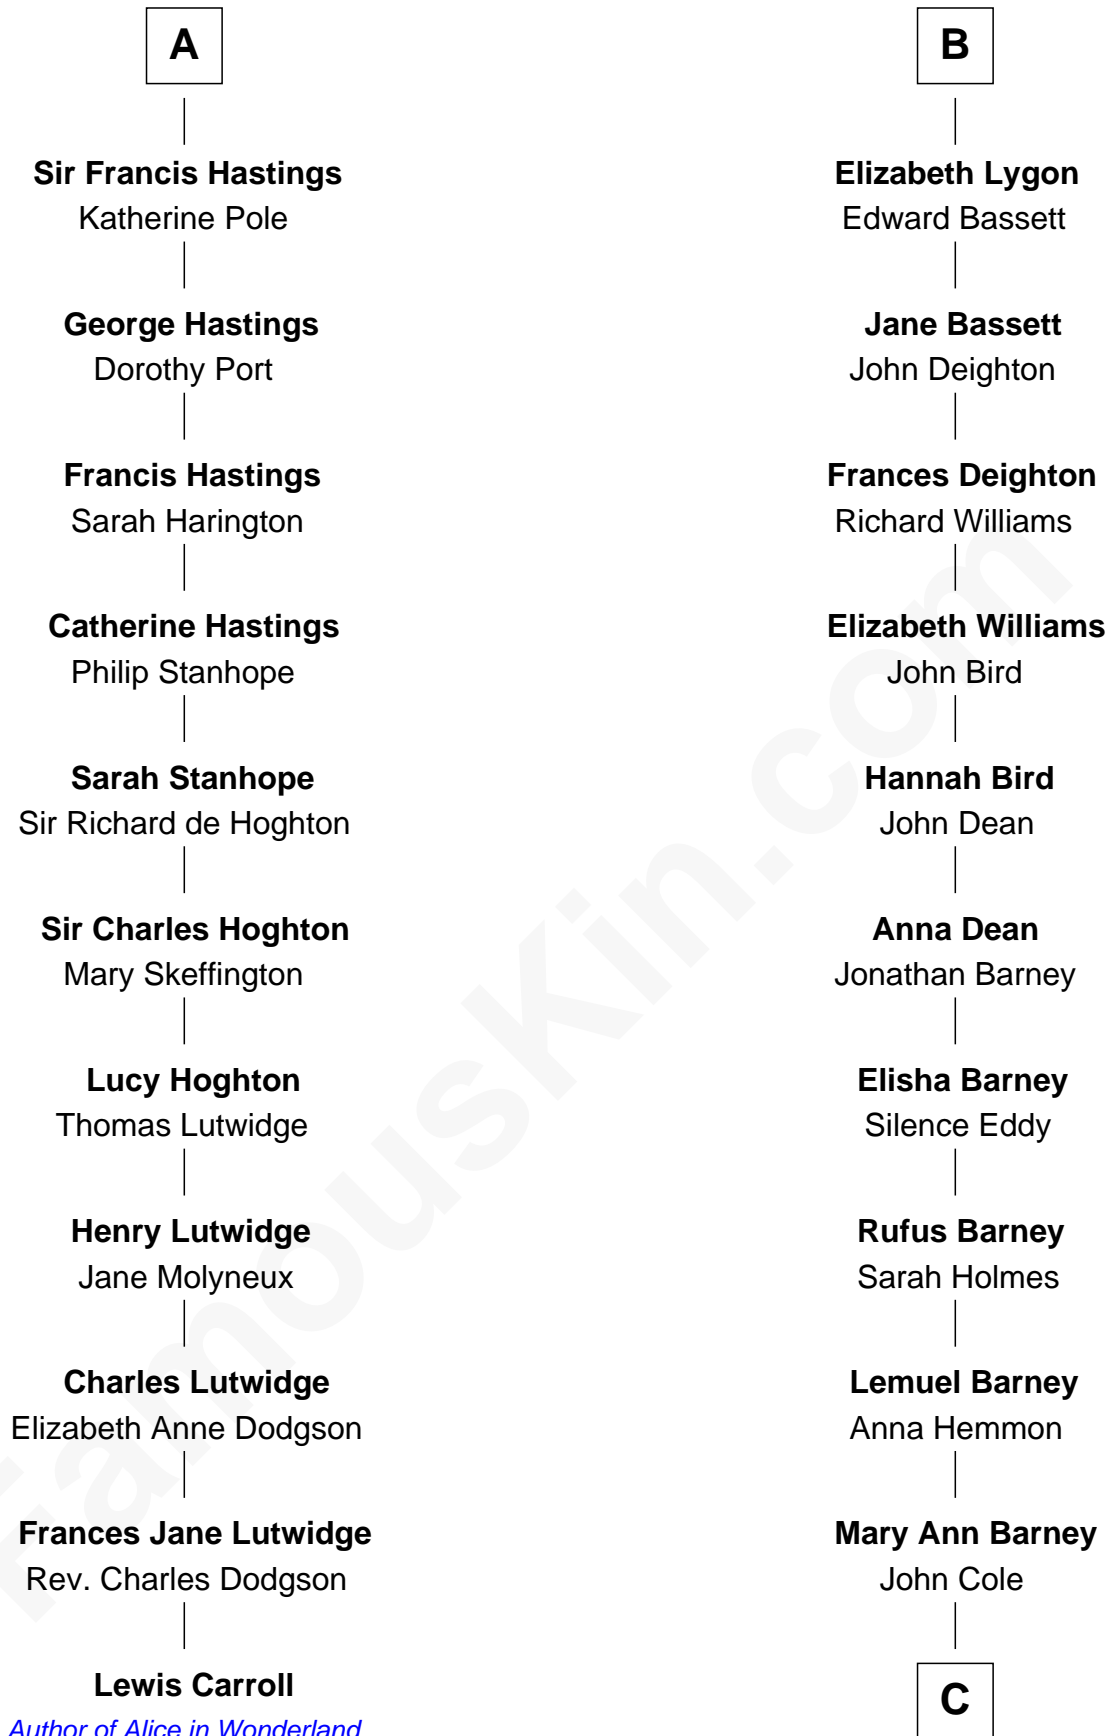 A
Sir Francis Hastings
Katherine Pole
George Hastings
Dorothy Port
Francis Hastings
Sarah Harington
Catherine Hastings
Philip Stanhope
Sarah Stanhope
Sir Richard de Hoghton
Sir Charles Hoghton
Mary Skeffington
Lucy Hoghton
Thomas Lutwidge
Henry Lutwidge
Jane Molyneux
Charles Lutwidge
Elizabeth Anne Dodgson
Frances Jane Lutwidge
Rev. Charles Dodgson
Lewis Carroll
Author of Alice in Wonderland
B
Elizabeth Lygon
Edward Bassett
Jane Bassett
John Deighton
Frances Deighton
Richard Williams
Elizabeth Williams
John Bird
Hannah Bird
John Dean
Anna Dean
Jonathan Barney
Elisha Barney
Silence Eddy
Rufus Barney
Sarah Holmes
Lemuel Barney
Anna Hemmon
Mary Ann Barney
John Cole
C
FamousKin.com